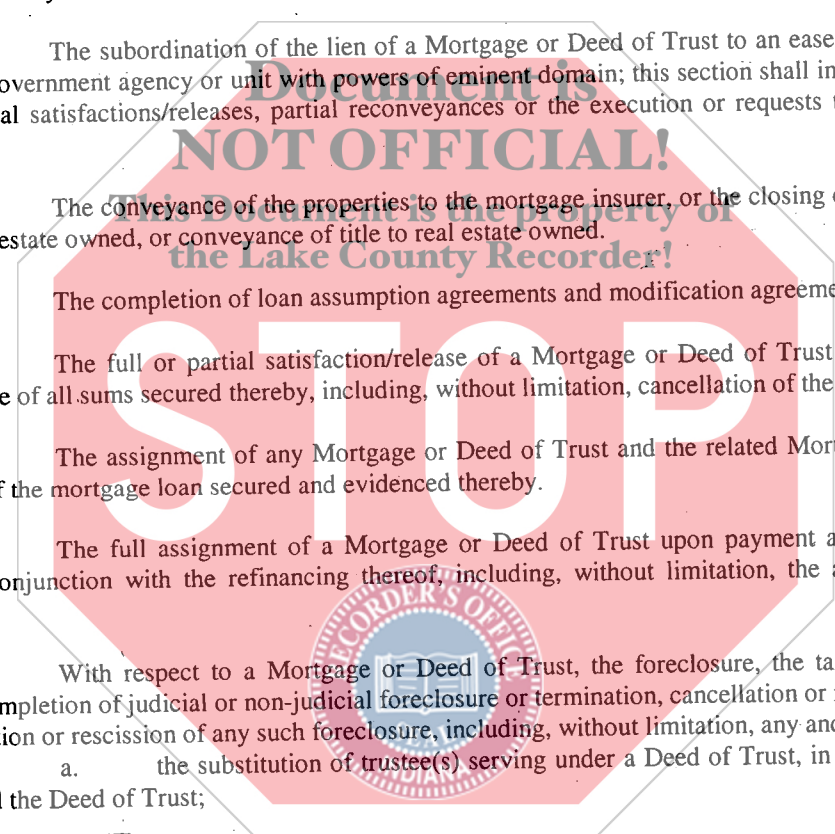 The subordination of the lien of a Mortgage or Deed of Trust to an ease
overnment agency or unit with powers of eminent domain; this section shall in
Document is
al satisfactions/releases, partial reconveyances or the execution or requests
NOT OFFICIAL!
The conveyance of the properties to the mortgage insurer, or the closing
This Document is the property of
estate owned, or conveyance of title to real estate owned.
the Lake County Recorder!
The completion of loan assumption agreements and modification agreeme
STOP
The full or partial satisfaction/release of a Mortgage or Deed of Trust
e of all sums secured thereby, including, without limitation, cancellation of the
The assignment of any Mortgage or Deed of Trust and the related Mor
f the mortgage loan secured and evidenced thereby.
The full assignment of a Mortgage or Deed of Trust upon payment a
onjunction with the refinancing thereof, including, without limitation, the
RECORDER'S OFFICE
With respect to a Mortgage or Deed of Trust, the foreclosure, the ta
mpletion of judicial or non-judicial foreclosure or termination, cancellation or
ion or rescission of any such foreclosure, including, without limitation, any and
SEAL
a. the substitution of trustee(s) serving under a Deed of Trust, in
INDIANA
the Deed of Trust;